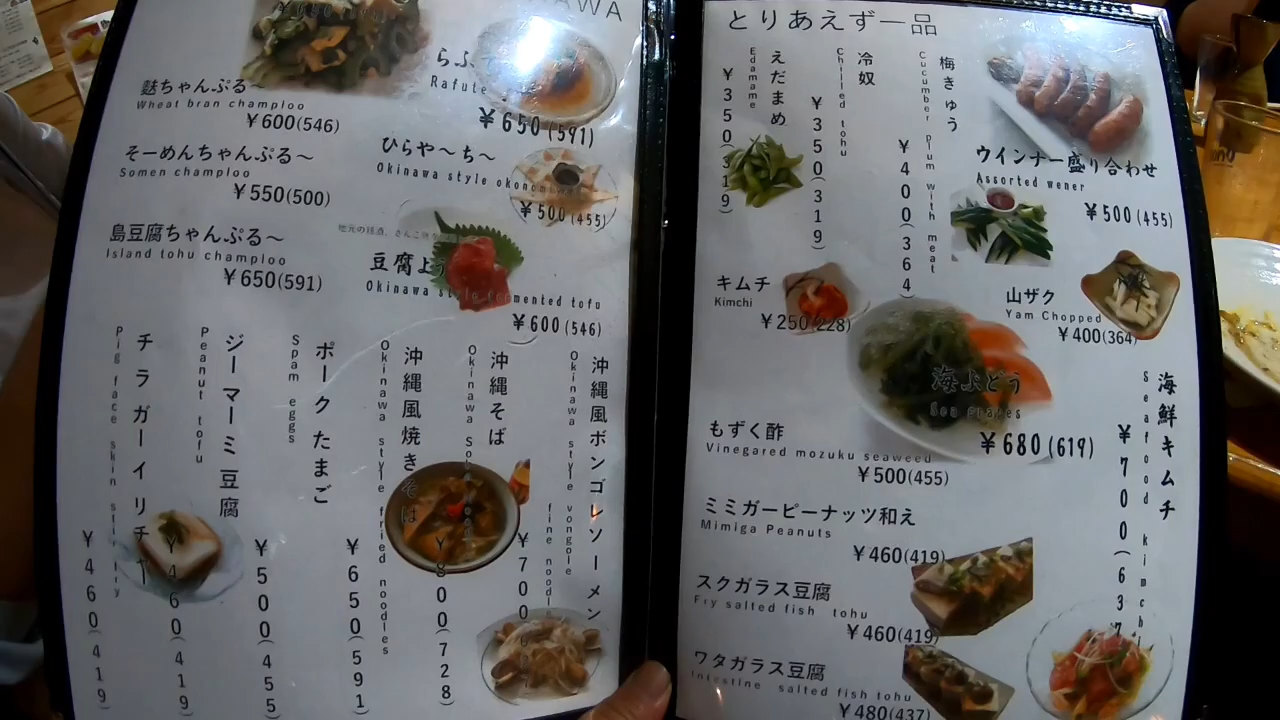 麩ちゃんぷる～
Wheat bran champloo
￥600(546)
そーめんちゃんぷる～
Somen champloo
￥550(500)
島豆腐ちゃんぷる～
Island tohu champloo
￥650(591)
らふ
Rafute
￥650(591)
ひらや～ち～
Okinawa style
￥500(455)
豆腐よう
Okinawa style fermented tofu
￥600(546)
沖縄風ボンゴレソーメン
Okinawa style vongole
fine noodle
￥700
沖縄そば
Okinawa
￥800(728)
沖縄風焼きそば
Okinawa style fried noodles
￥650(591)
ポークたまご
Spam eggs
￥500(455)
ジーマーミ豆腐
Peanut tofu
￥460(419)
チラガーイリチャー
Pig face skin stir fry
￥460(419)
とりあえず一品
えだまめ
Edamame
￥350(319)
冷奴
Chilled tohu
￥350(319)
梅きゅう
Cucumber plum with meat
￥400(364)
ウインナー盛り合わせ
Assorted wener
￥500(455)
キムチ
Kimchi
￥250(228)
山ザク
Yam Chopped
￥400(364)
海ぶどう
Sea grapes
￥680(619)
海鮮キムチ
Seafood kimchi
￥700(637
もずく酢
Vinegared mozuku seaweed
￥500(455)
ミミガーピーナッツ和え
Mimiga Peanuts
￥460(419)
スクガラス豆腐
Fry salted fish tohu
￥460(419)
ワタガラス豆腐
Intestine salted fish tohu
￥480(437)